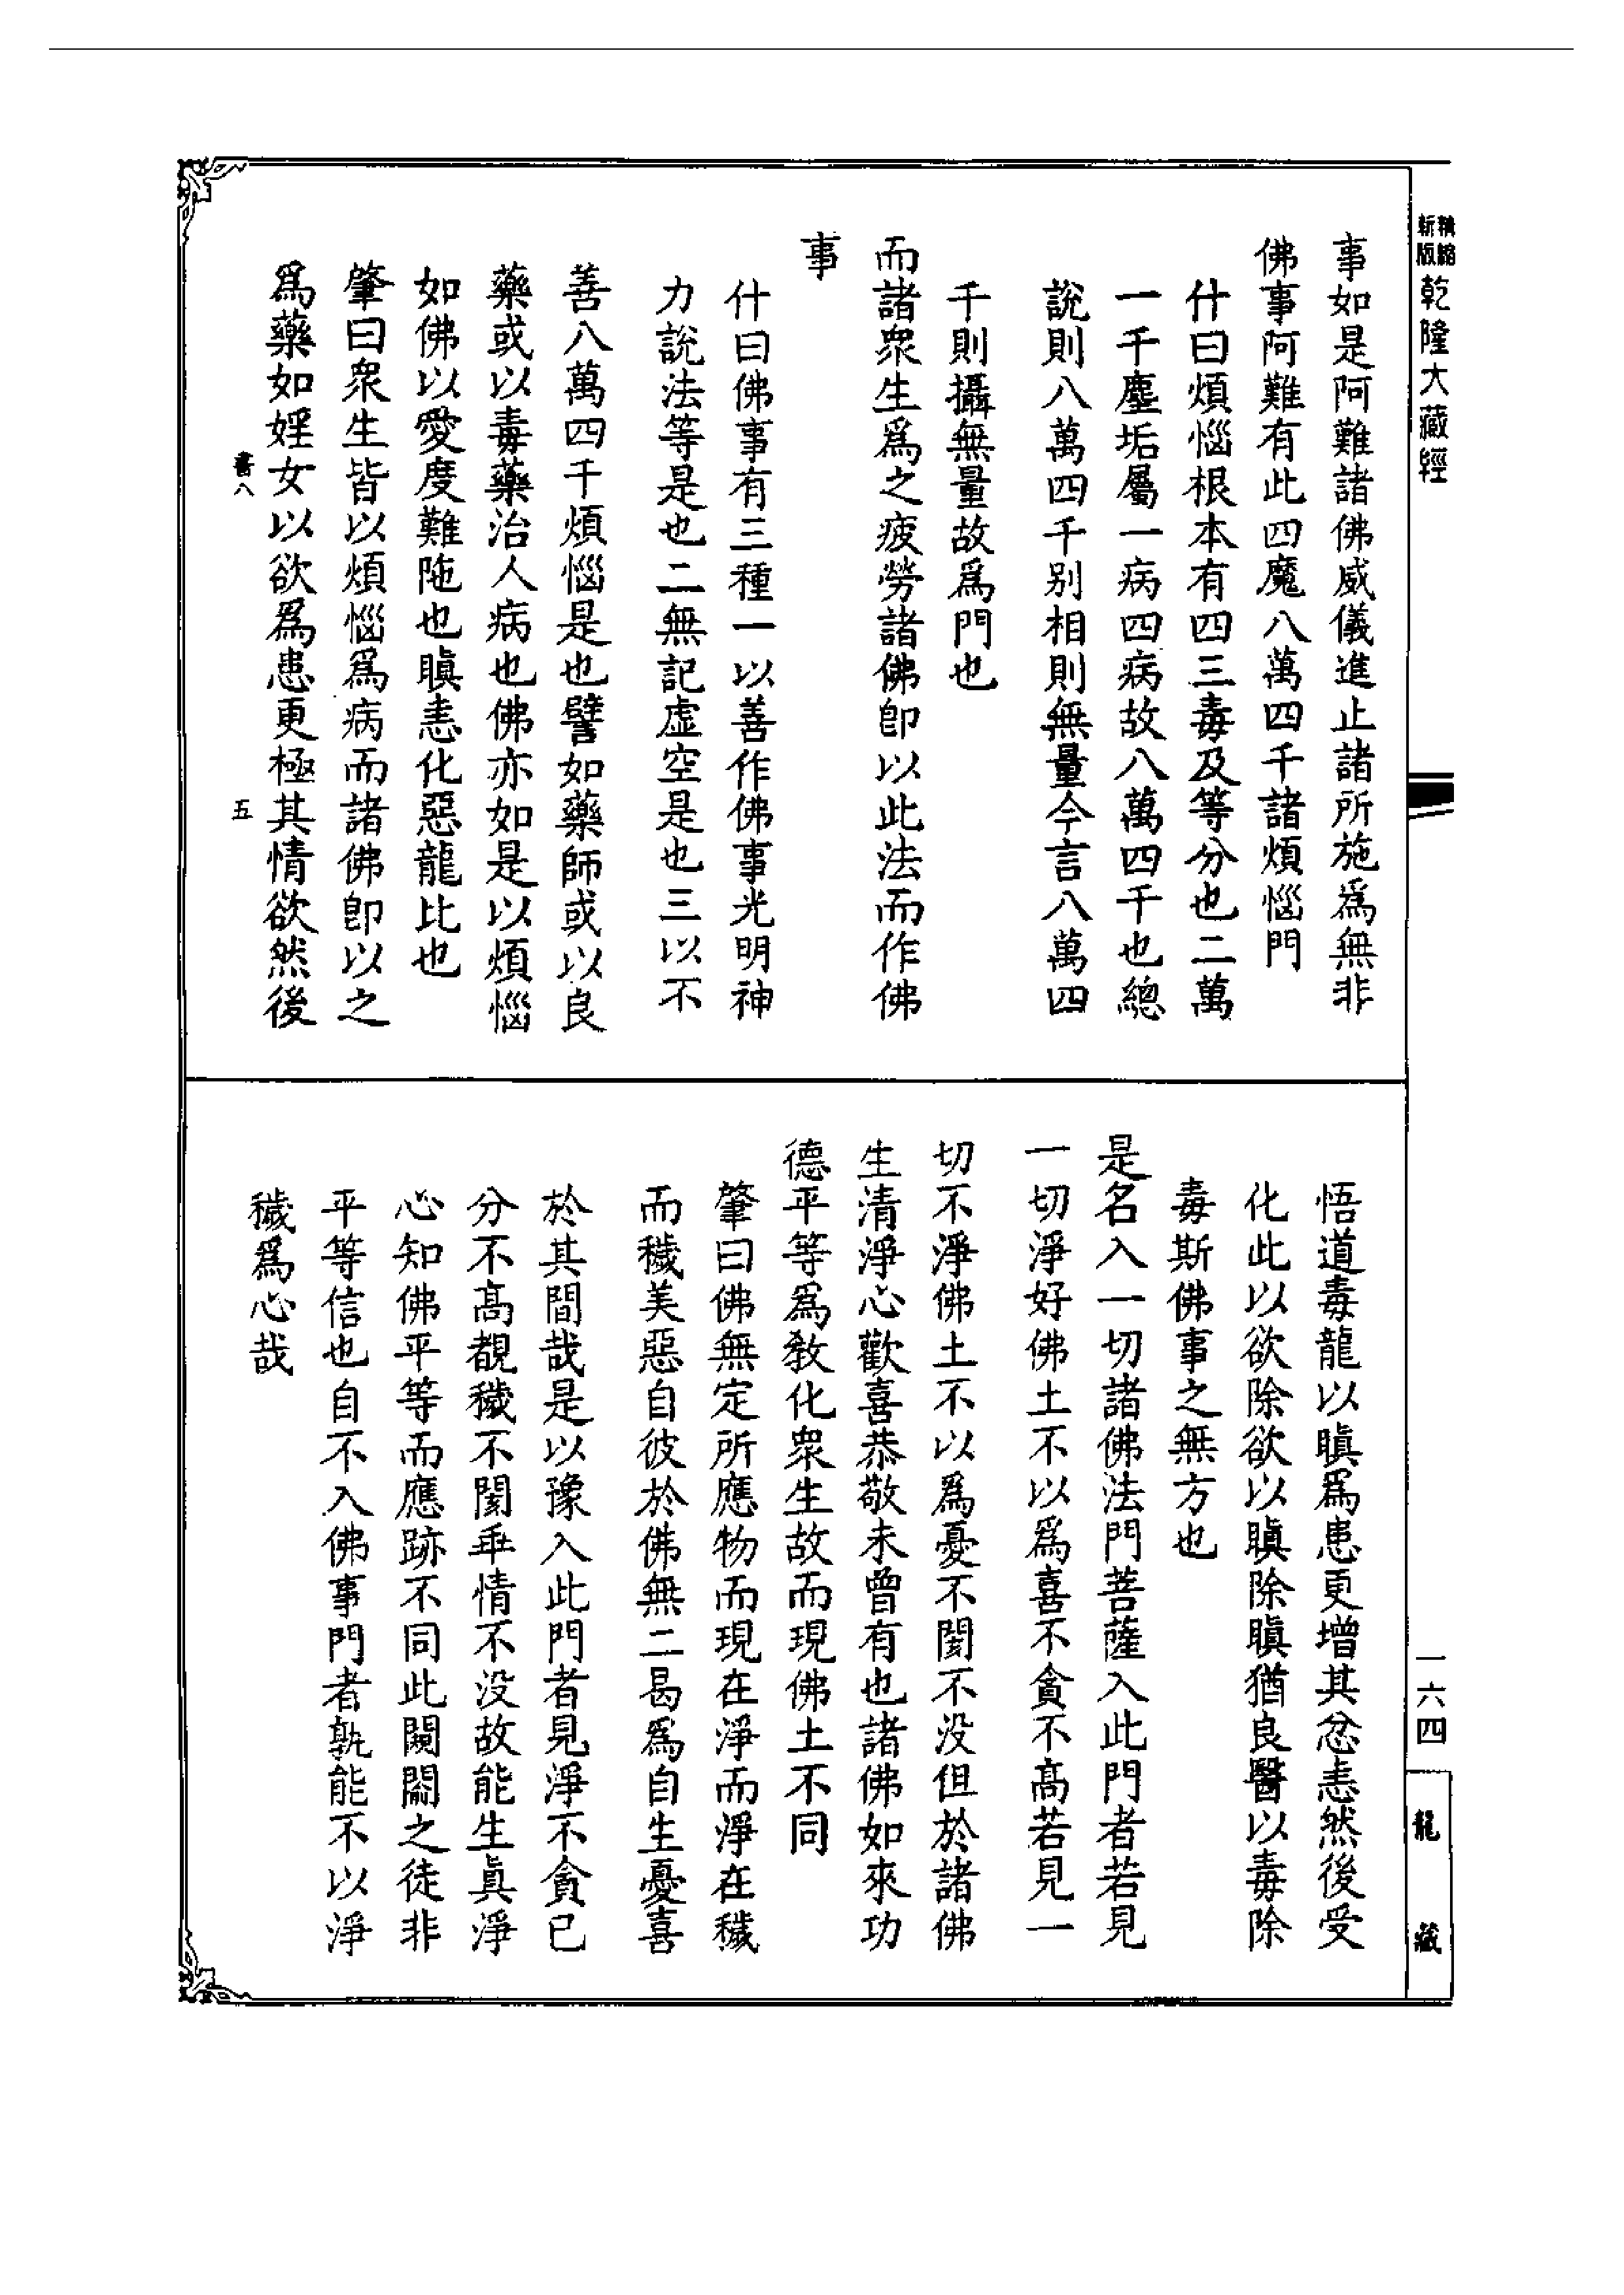 精縮
新版
乾隆大藏經
事如是阿難諸佛威儀進止諸所施爲無非
佛事阿難有此四魔八萬四千諸煩惱門
什曰煩惱根本有四三毒及等分也二萬
一千塵垢屬一病四病故八萬四千也總
說則八萬四千别相則無量今言八萬四
千則攝無量故爲門也
而諸衆生爲之疲勞諸佛卽以此法而作佛
事
什曰佛事有三種一以善作佛事光明神
力說法等是也二無記虛空是也三以不
善八萬四千煩惱是也譬如藥師或以良
藥或以毒藥治人病也佛亦如是以煩惱
如佛以愛度難陁也瞋恚化惡龍比也
肇曰衆生皆以煩惱爲病而諸佛卽以之
爲藥如婬女以欲爲患更極其情欲然後
書八
五
悟道毒龍以瞋爲患更增其忿恚然後受
化此以欲除欲以瞋除瞋猶良醫以毒除
毒斯佛事之無方也
是名入一切諸佛法門菩薩入此門者若見
一切淨好佛土不以爲喜不貪不高若見一
切不淨佛土不以爲憂不閡不没但於諸佛
生清淨心歡喜恭敬未曾有也諸佛如來功
德平等爲敎化衆生故而現佛土不同
肇曰佛無定所應物而現在淨而淨在穢
而穢美惡自彼於佛無二曷爲自生憂喜
於其間哉是以豫入此門者見淨不貪已
分不高覩穢不閡乖情不没故能生眞淨
心知佛平等而應跡不同此闚闞之徒非
平等信也自不入佛事門者孰能不以淨
穢爲心哉
一六四
龍藏